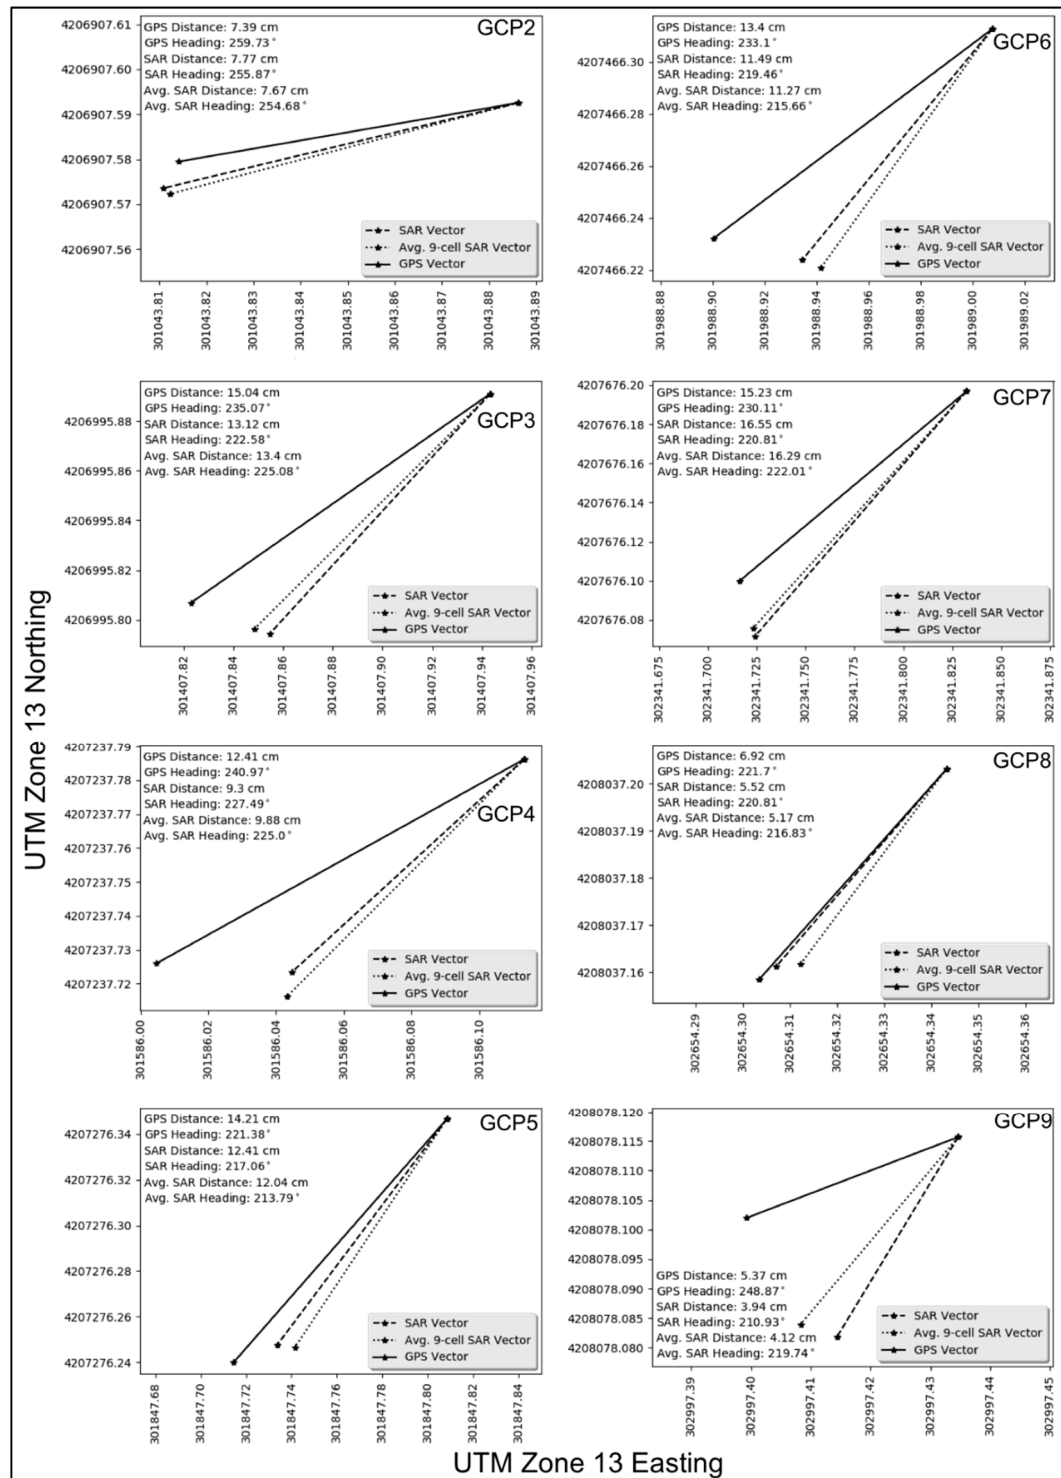 GCP2
GPS Distance: 7.39 cm
GPS Heading: 259.73°
SAR Distance: 7.77 cm
SAR Heading: 255.87°
Avg. SAR Distance: 7.67 cm
Avg. SAR Heading: 254.68°
4206907.61
4206907.60
4206907.59
4206907.58
4206907.57
4206907.56
SAR Vector
Avg. 9-cell SAR Vector
GPS Vector
301043.81
301043.82
301043.83
301043.84
301043.85
301043.86
301043.87
301043.88
301043.89
GCP6
GPS Distance: 13.4 cm
GPS Heading: 233.1°
SAR Distance: 11.49 cm
SAR Heading: 219.46°
Avg. SAR Distance: 11.27 cm
Avg. SAR Heading: 215.66°
4207466.30
4207466.28
4207466.26
4207466.24
4207466.22
SAR Vector
Avg. 9-cell SAR Vector
GPS Vector
301988.88
301988.90
301988.92
301988.94
301988.96
301988.98
301989.00
301989.02
GCP3
GPS Distance: 15.04 cm
GPS Heading: 235.07°
SAR Distance: 13.12 cm
SAR Heading: 222.58°
Avg. SAR Distance: 13.4 cm
Avg. SAR Heading: 225.08°
4206995.88
4206995.86
4206995.84
4206995.82
4206995.80
SAR Vector
Avg. 9-cell SAR Vector
GPS Vector
301407.82
301407.84
301407.86
301407.88
301407.90
301407.92
301407.94
301407.96
GCP7
GPS Distance: 15.23 cm
GPS Heading: 230.11°
SAR Distance: 16.55 cm
SAR Heading: 220.81°
Avg. SAR Distance: 16.29 cm
Avg. SAR Heading: 222.01°
4207676.20
4207676.18
4207676.16
4207676.14
4207676.12
4207676.10
4207676.08
SAR Vector
Avg. 9-cell SAR Vector
GPS Vector
302341.675
302341.700
302341.725
302341.750
302341.775
302341.800
302341.825
302341.850
302341.875
UTM Zone 13 Northing
GCP4
GPS Distance: 12.41 cm
GPS Heading: 240.97°
SAR Distance: 9.3 cm
SAR Heading: 227.49°
Avg. SAR Distance: 9.88 cm
Avg. SAR Heading: 225.0°
4207237.79
4207237.78
4207237.77
4207237.76
4207237.75
4207237.74
4207237.73
4207237.72
SAR Vector
Avg. 9-cell SAR Vector
GPS Vector
301586.00
301586.02
301586.04
301586.06
301586.08
301586.10
GCP8
GPS Distance: 6.92 cm
GPS Heading: 221.7°
SAR Distance: 5.52 cm
SAR Heading: 220.81°
Avg. SAR Distance: 5.17 cm
Avg. SAR Heading: 216.83°
4208037.20
4208037.19
4208037.18
4208037.17
4208037.16
SAR Vector
Avg. 9-cell SAR Vector
GPS Vector
302654.29
302654.30
302654.31
302654.32
302654.33
302654.34
302654.35
302654.36
GCP5
GPS Distance: 14.21 cm
GPS Heading: 221.38°
SAR Distance: 12.41 cm
SAR Heading: 217.06°
Avg. SAR Distance: 12.04 cm
Avg. SAR Heading: 213.79°
4207276.34
4207276.32
4207276.30
4207276.28
4207276.26
4207276.24
SAR Vector
Avg. 9-cell SAR Vector
GPS Vector
301847.68
301847.70
301847.72
301847.74
301847.76
301847.78
301847.80
301847.82
301847.84
GCP9
4208078.120
4208078.115
4208078.110
4208078.105
4208078.100
4208078.095
4208078.090
4208078.085
4208078.080
GPS Distance: 5.37 cm
GPS Heading: 248.87°
SAR Distance: 3.94 cm
SAR Heading: 210.93°
Avg. SAR Distance: 4.12 cm
Avg. SAR Heading: 219.74°
SAR Vector
Avg. 9-cell SAR Vector
GPS Vector
302997.39
302997.40
302997.41
302997.42
302997.43
302997.44
302997.45
UTM Zone 13 Easting